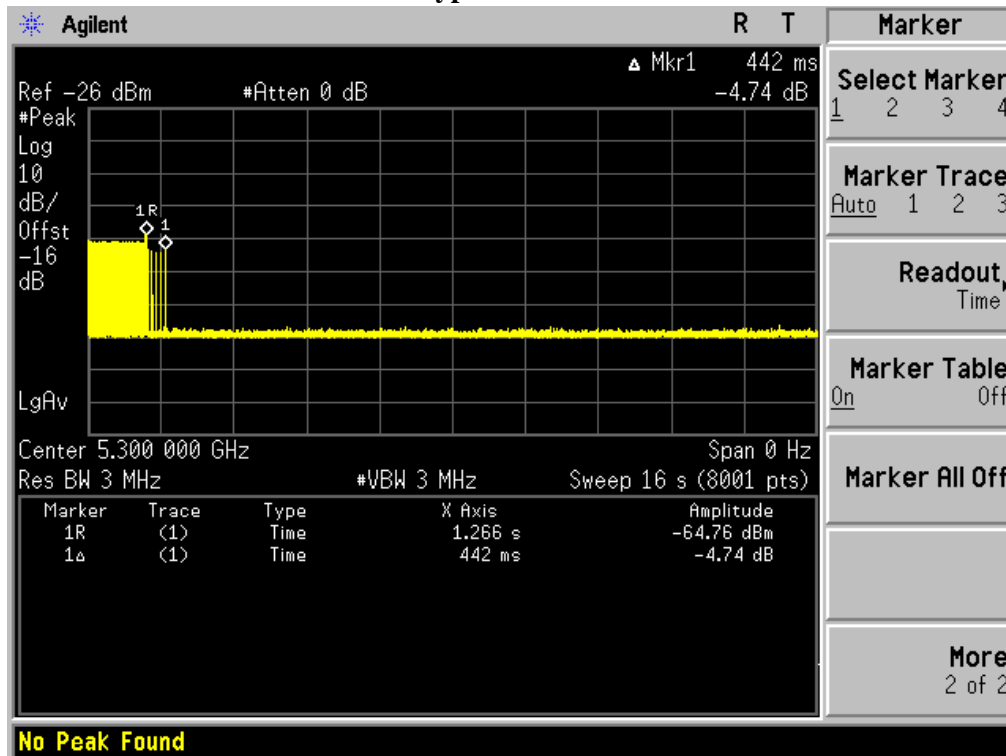 Agilent R T
Δ Mkr1 442 ms
Ref -26 dBm #Atten 0 dB -4.74 dB
#Peak
Log
10
dB/
Offst
-16
dB
1R
1
LgAv
Center 5.300 000 GHz Span 0 Hz
Res BW 3 MHz #VBW 3 MHz Sweep 16 s (8001 pts)
Marker Trace Type X Axis Amplitude
1R (1) Time 1.266 s -64.76 dBm
1Δ (1) Time 442 ms -4.74 dB
No Peak Found
Marker
Select Marker
1 2 3 4
Marker Trace
Auto 1 2 3
Readout
Time
Marker Table
On Off
Marker All Off
More
2 of 2